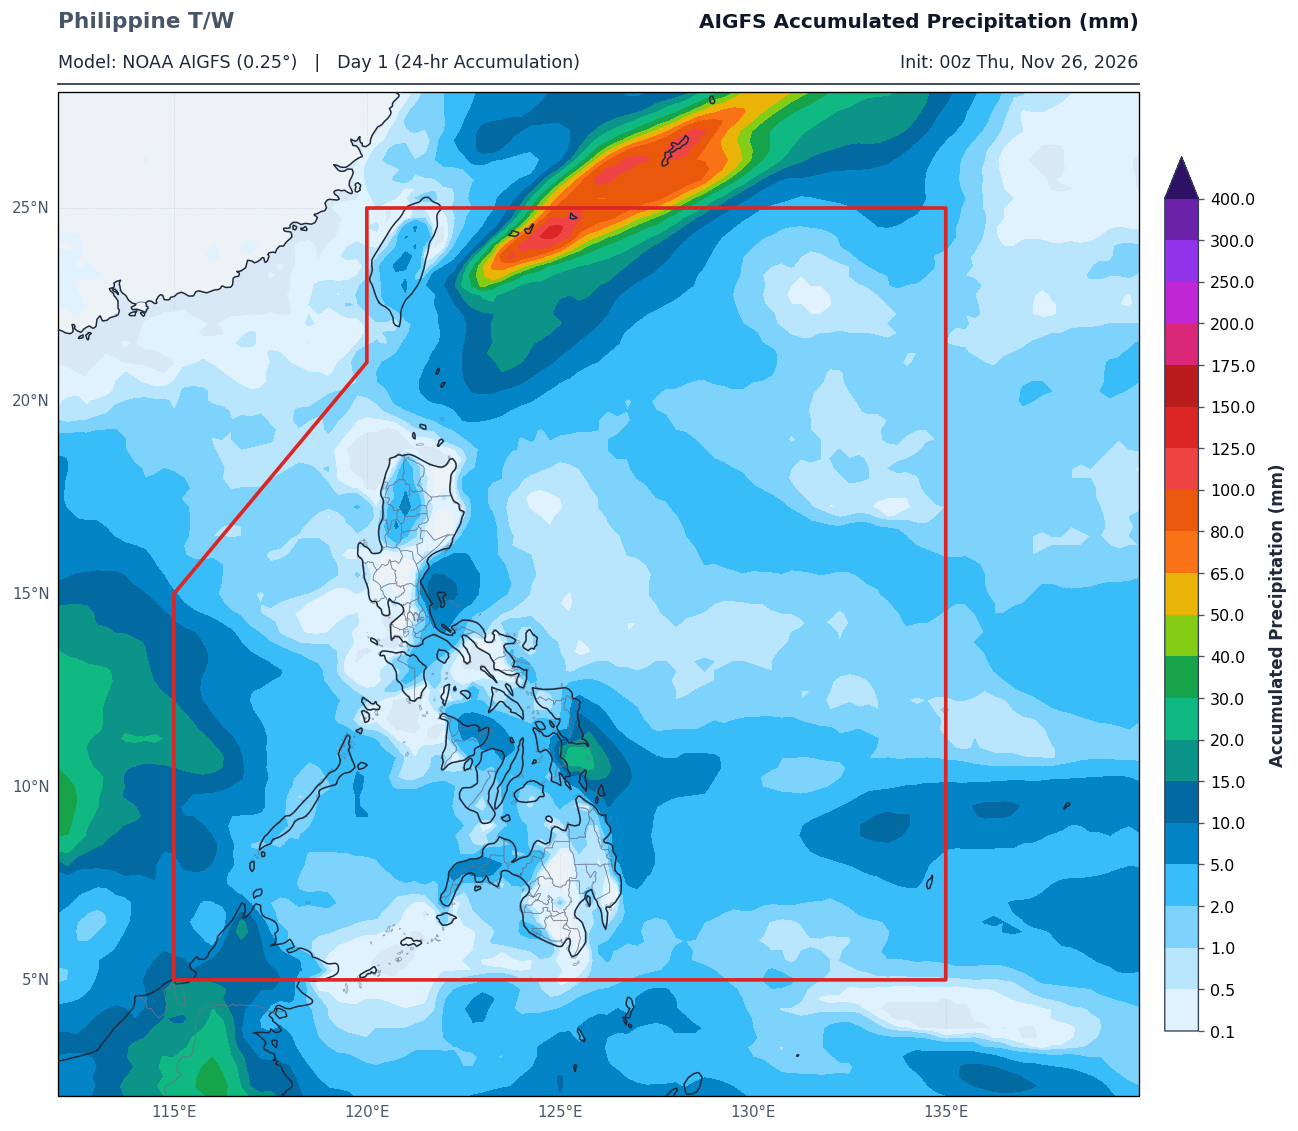 Philippine T/W
AIGFS Accumulated Precipitation (mm)
Model: NOAA AIGFS (0.25°)   |   Day 1 (24-hr Accumulation)
Init: 00z Thu, Nov 26, 2026
25°N
20°N
15°N
10°N
5°N
115°E
120°E
125°E
130°E
135°E
400.0
300.0
250.0
200.0
175.0
150.0
125.0
100.0
80.0
65.0
50.0
40.0
30.0
20.0
15.0
10.0
5.0
2.0
1.0
0.5
0.1
Accumulated Precipitation (mm)